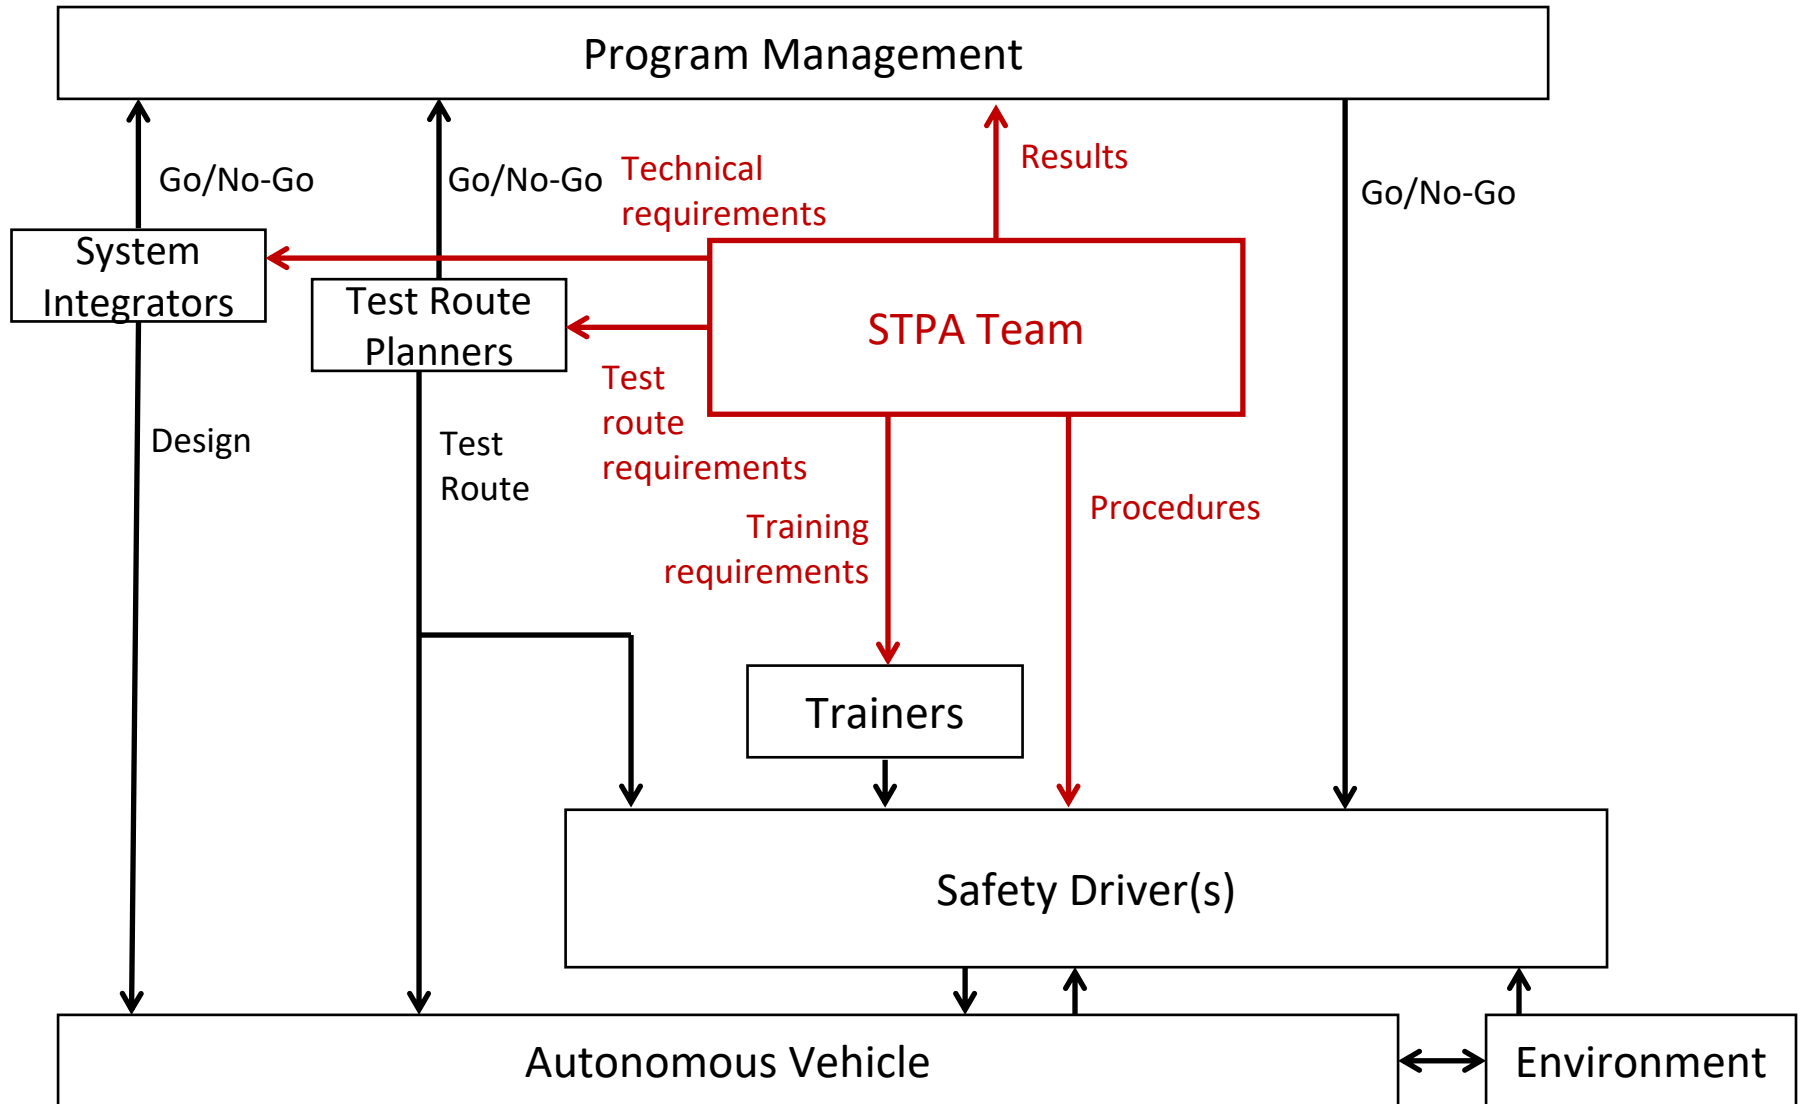 Program Management
Go/No-Go
Go/No-Go
Technical
requirements
Results
Go/No-Go
System
Integrators
Test Route
Planners
STPA Team
Design
Test
Route
Test
route
requirements
Training
requirements
Procedures
Trainers
Safety Driver(s)
Autonomous Vehicle
Environment